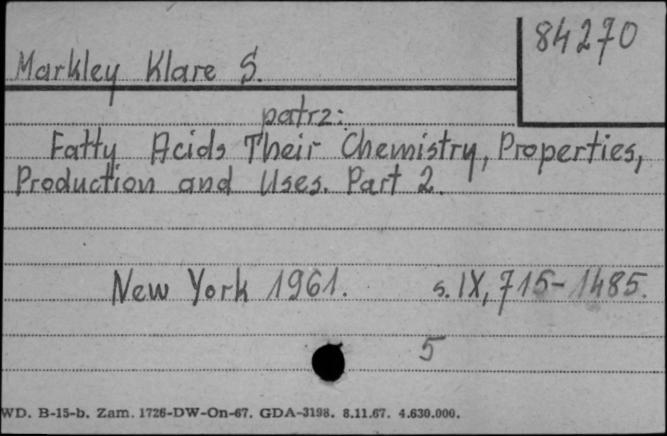 84270
Markley Klare S.
patrz:
Fatty Acids Their Chemistry, Properties,
Production and Uses. Part 2.
New York 1961. s. IX, 715-1485.
5
WD. B-15-b. Zam. 1726-DW-On-67. GDA-3198. 8.11.67. 4.630.000.